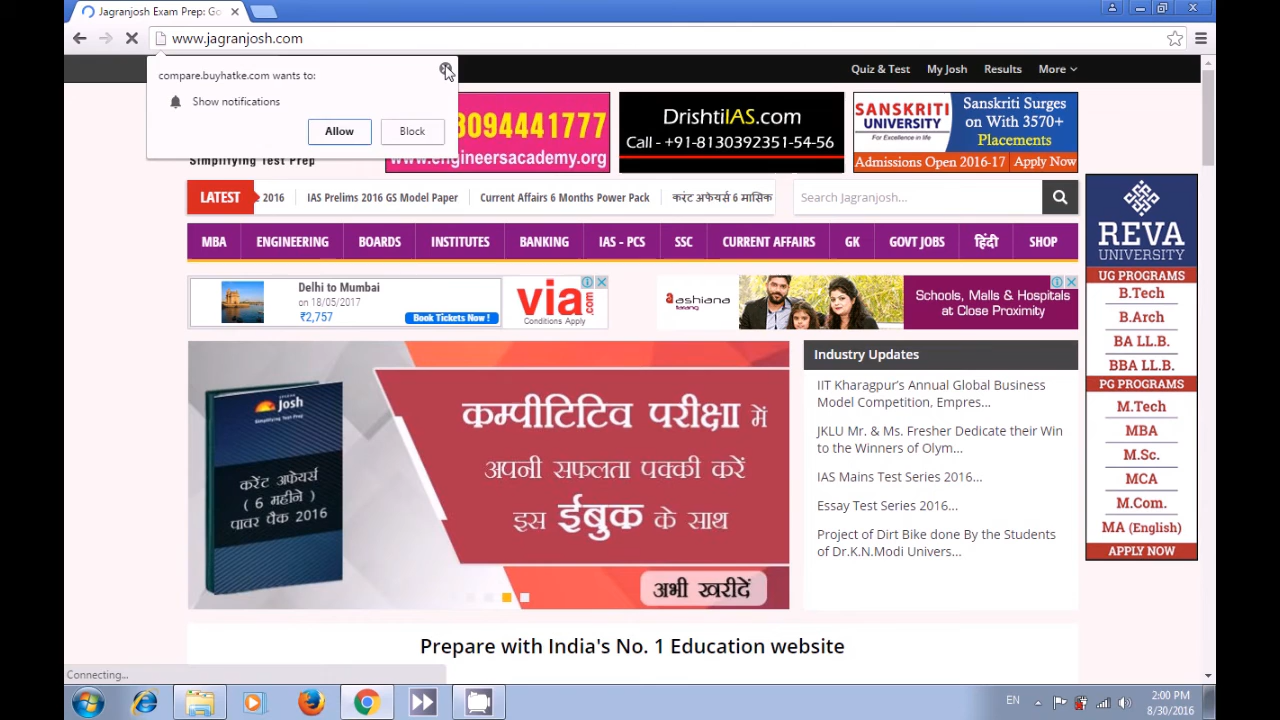 Jagranjosh Exam Prep: Go
www.jagranjosh.com
compare.buyhatke.com wants to:
Show notifications
Allow
Block
Quiz & Test
My Josh
Results
More
Simplifying Test Prep
8094441777
www.engineersacademy.org
DrishtiIAS.com
Call - +91-8130392351-54-56
SANSKRITI
UNIVERSITY
For Excellence in Life
Sanskriti Surges
on With 3570+
Placements
Admissions Open 2016-17
Apply Now
LATEST
2016
IAS Prelims 2016 GS Model Paper
Current Affairs 6 Months Power Pack
करंट अफेयर्स 6 मासिक
Search Jagranjosh...
MBA
ENGINEERING
BOARDS
INSTITUTES
BANKING
IAS - PCS
SSC
CURRENT AFFAIRS
GK
GOVT JOBS
हिंदी
SHOP
Delhi to Mumbai
on 18/05/2017
₹2,757
Book Tickets Now !
via.com
Conditions Apply
ashiana
Schools, Malls & Hospitals
at Close Proximity
REVA
UNIVERSITY
UG PROGRAMS
B.Tech
B.Arch
BA LL.B.
BBA LL.B.
PG PROGRAMS
M.Tech
MBA
M.Sc.
MCA
M.Com.
MA (English)
APPLY NOW
Josh
करेंट अफेयर्स
( 6 महीने )
पावर पैक 2016
कम्पीटिटिव परीक्षा में
अपनी सफलता पक्की करें
इस ईबुक के साथ
अभी खरीदें
Industry Updates
IIT Kharagpur's Annual Global Business
Model Competition, Empres...
JKLU Mr. & Ms. Fresher Dedicate their Win
to the Winners of Olym...
IAS Mains Test Series 2016...
Essay Test Series 2016...
Project of Dirt Bike done By the Students
of Dr.K.N.Modi Univers...
Prepare with India's No. 1 Education website
Connecting...
EN
2:00 PM
8/30/2016